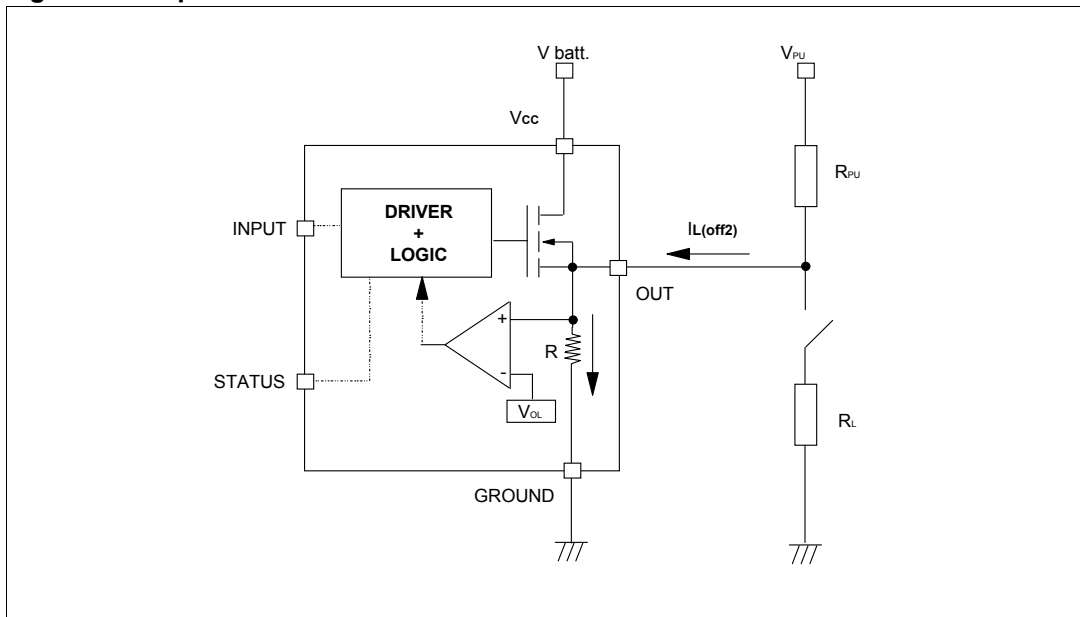 V batt.
VPU
Vcc
RPU
DRIVER
+
LOGIC
INPUT
IL(off2)
OUT
+
R
-
STATUS
VOL
RL
GROUND